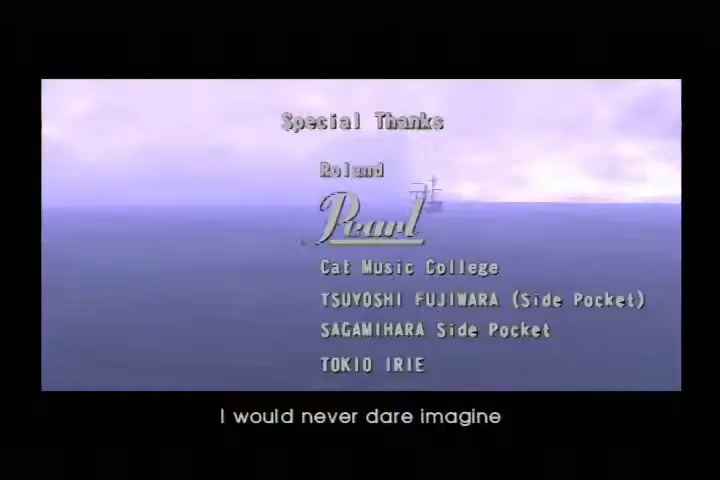 Special Thanks
Roland
Pearl
Cat Music College
TSUYOSHI FUJIWARA (Side Pocket)
SAGAMIHARA Side Pocket
TOKIO IRIE
I would never dare imagine